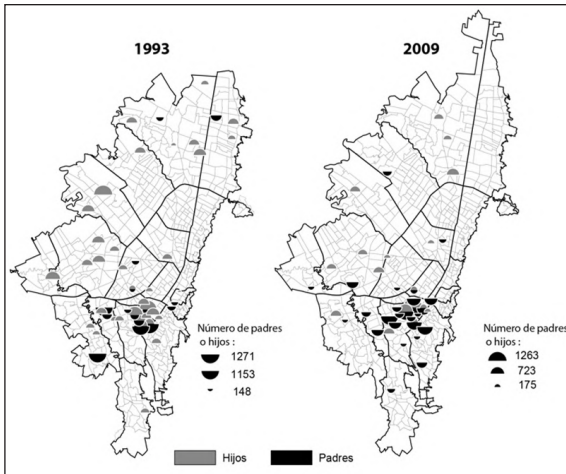 1993
2009
Número de padres
o hijos :
1271
1153
148
Número de padres
o hijos :
1263
723
175
Hijos
Padres